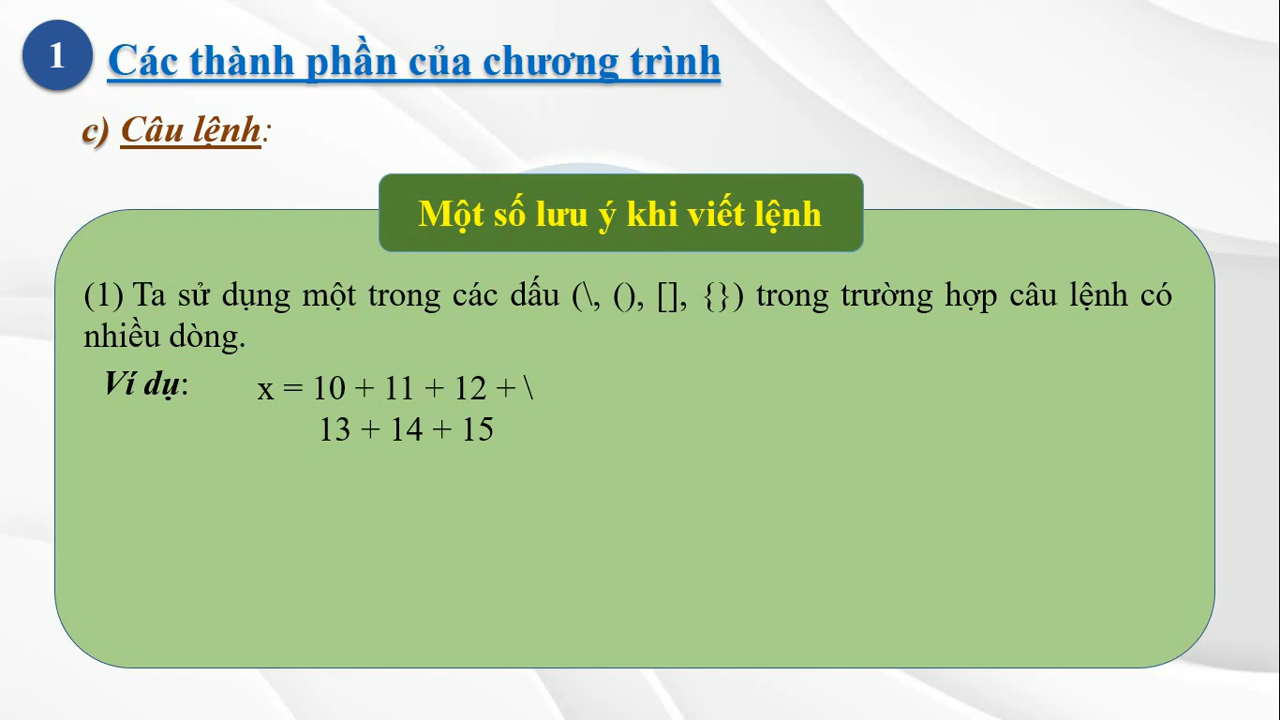 1
Các thành phần của chương trình
c) Câu lệnh:
Một số lưu ý khi viết lệnh
(1) Ta sử dụng một trong các dấu (\, (), [], {}) trong trường hợp câu lệnh có
nhiều dòng.
Ví dụ: x = 10 + 11 + 12 + \
13 + 14 + 15